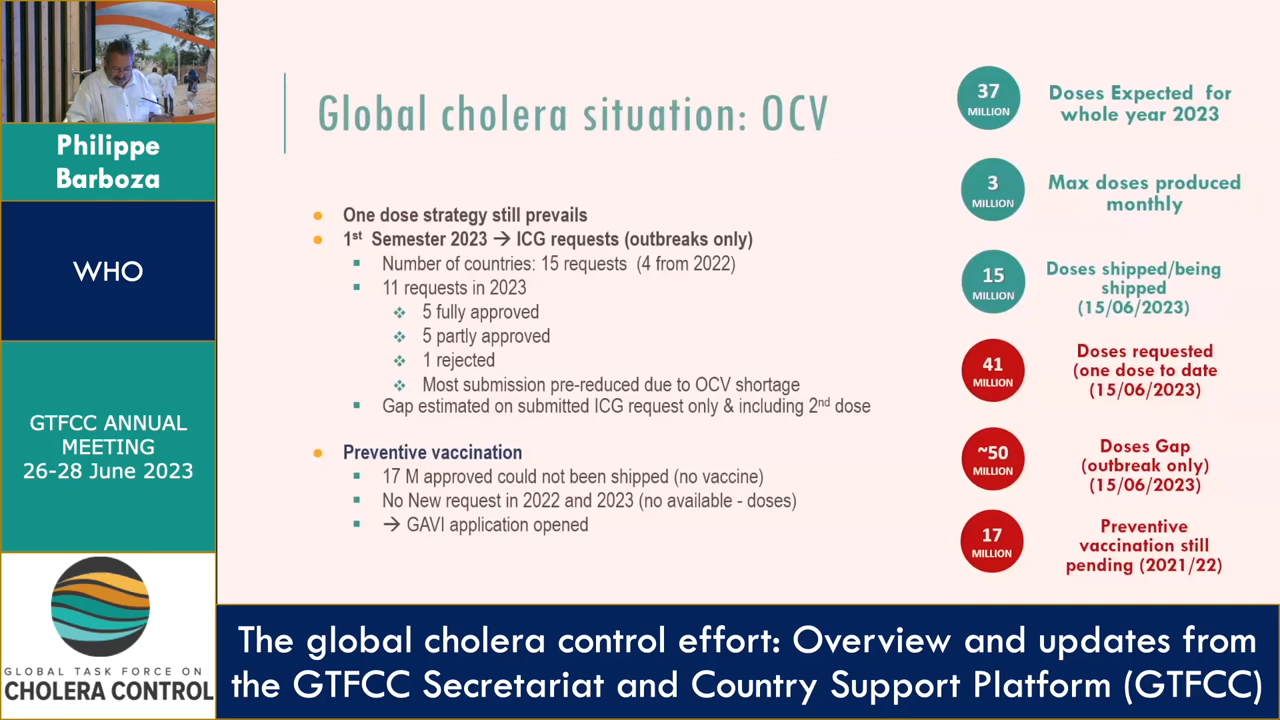 Philippe
Barboza
WHO
GTFCC ANNUAL
MEETING
26-28 June 2023
GLOBAL TASK FORCE ON
CHOLERA CONTROL
Global cholera situation: OCV
One dose strategy still prevails
1st Semester 2023 → ICG requests (outbreaks only)
Number of countries: 15 requests (4 from 2022)
11 requests in 2023
5 fully approved
5 partly approved
1 rejected
Most submission pre-reduced due to OCV shortage
Gap estimated on submitted ICG request only & including 2nd dose
Preventive vaccination
17 M approved could not been shipped (no vaccine)
No New request in 2022 and 2023 (no available - doses)
→ GAVI application opened
37
MILLION
Doses Expected for
whole year 2023
3
MILLION
Max doses produced
monthly
15
MILLION
Doses shipped/being
shipped
(15/06/2023)
41
MILLION
Doses requested
(one dose to date
(15/06/2023)
~50
MILLION
Doses Gap
(outbreak only)
(15/06/2023)
17
MILLION
Preventive
vaccination still
pending (2021/22)
The global cholera control effort: Overview and updates from
the GTFCC Secretariat and Country Support Platform (GTFCC)